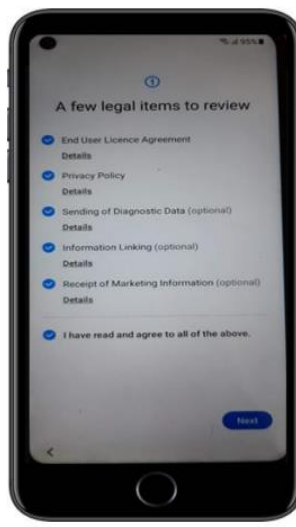 95%
A few legal items to review
End User Licence Agreement
Details
Privacy Policy
Details
Sending of Diagnostic Data (optional)
Details
Information Linking (optional)
Details
Receipt of Marketing Information (optional)
Details
I have read and agree to all of the above.
Next